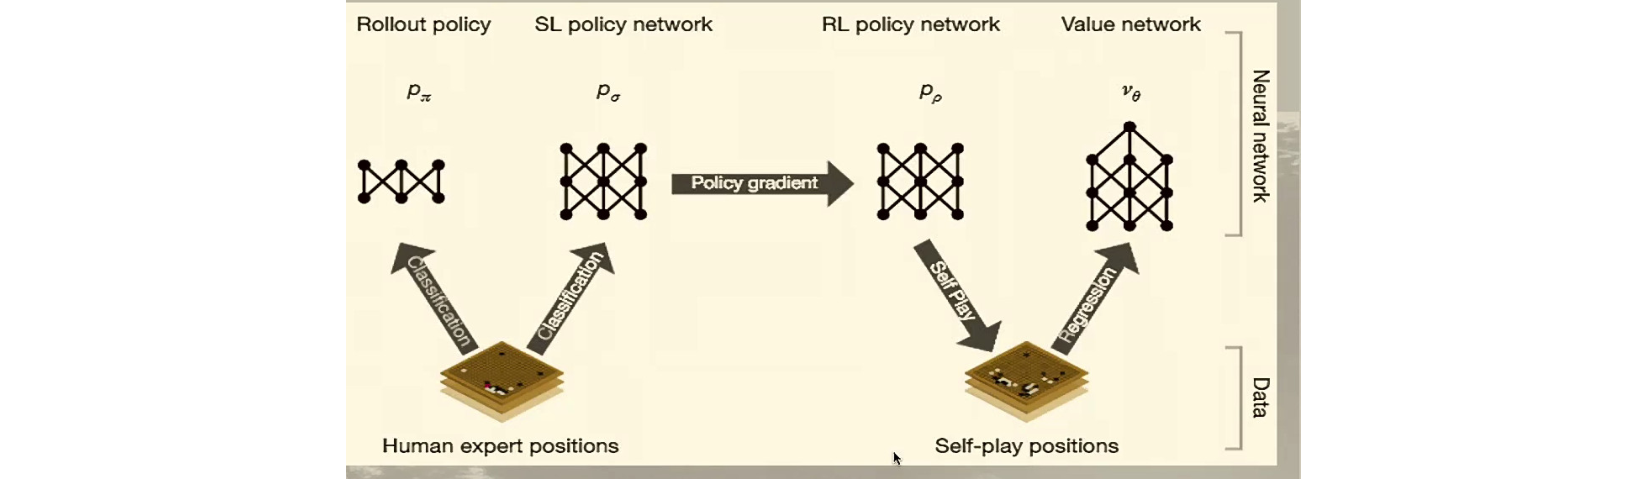 Rollout policy
SL policy network
RL policy network
Value network
pπ
pσ
pρ
vθ
Neural network
Policy gradient
Classification
Classification
Self Play
Regression
Data
Human expert positions
Self-play positions